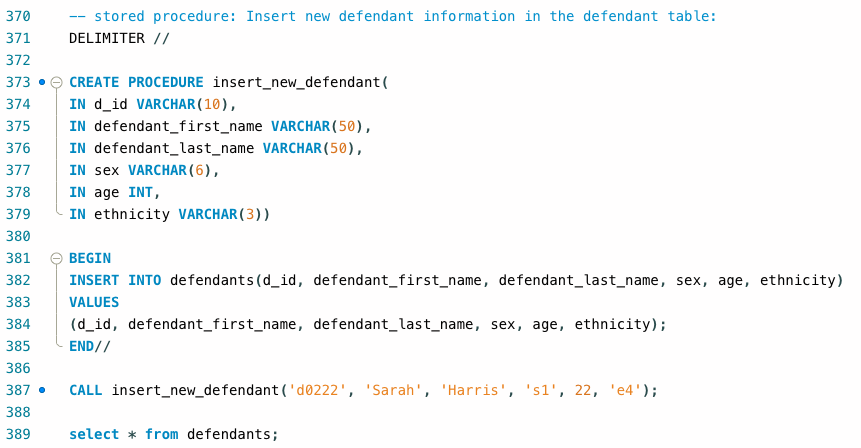 370 -- stored procedure: Insert new defendant information in the defendant table:
371 DELIMITER //
372
373 CREATE PROCEDURE insert_new_defendant(
374 IN d_id VARCHAR(10),
375 IN defendant_first_name VARCHAR(50),
376 IN defendant_last_name VARCHAR(50),
377 IN sex VARCHAR(6),
378 IN age INT,
379 IN ethnicity VARCHAR(3))
380
381 BEGIN
382 INSERT INTO defendants(d_id, defendant_first_name, defendant_last_name, sex, age, ethnicity)
383 VALUES
384 (d_id, defendant_first_name, defendant_last_name, sex, age, ethnicity);
385 END//
386
387 CALL insert_new_defendant('d0222', 'Sarah', 'Harris', 's1', 22, 'e4');
388
389 select * from defendants;